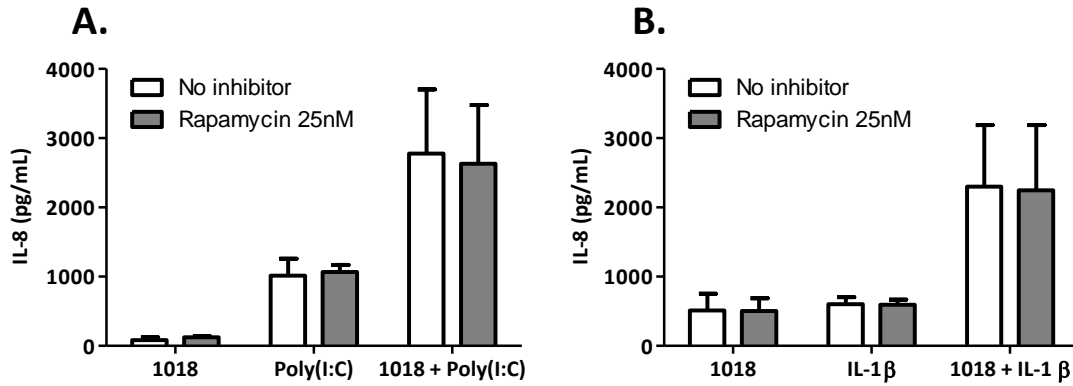 A.
4000
3000
2000
1000
0
IL-8 (pg/mL)
No inhibitor
Rapamycin 25nM
1018
Poly(I:C)
1018 + Poly(I:C)
B.
4000
3000
2000
1000
0
IL-8 (pg/mL)
No inhibitor
Rapamycin 25nM
1018
IL-1β
1018 + IL-1 β